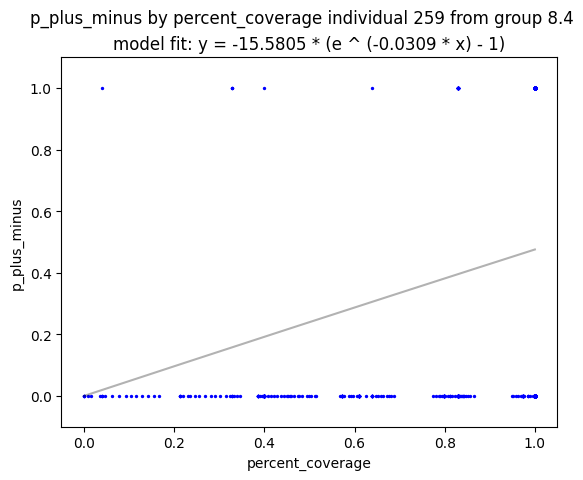 p_plus_minus by percent_coverage individual 259 from group 8.4
model fit: y = -15.5805 * (e ^ (-0.0309 * x) - 1)
1.0
0.8
0.6
0.4
0.2
0.0
p_plus_minus
0.0 0.2 0.4 0.6 0.8 1.0
percent_coverage